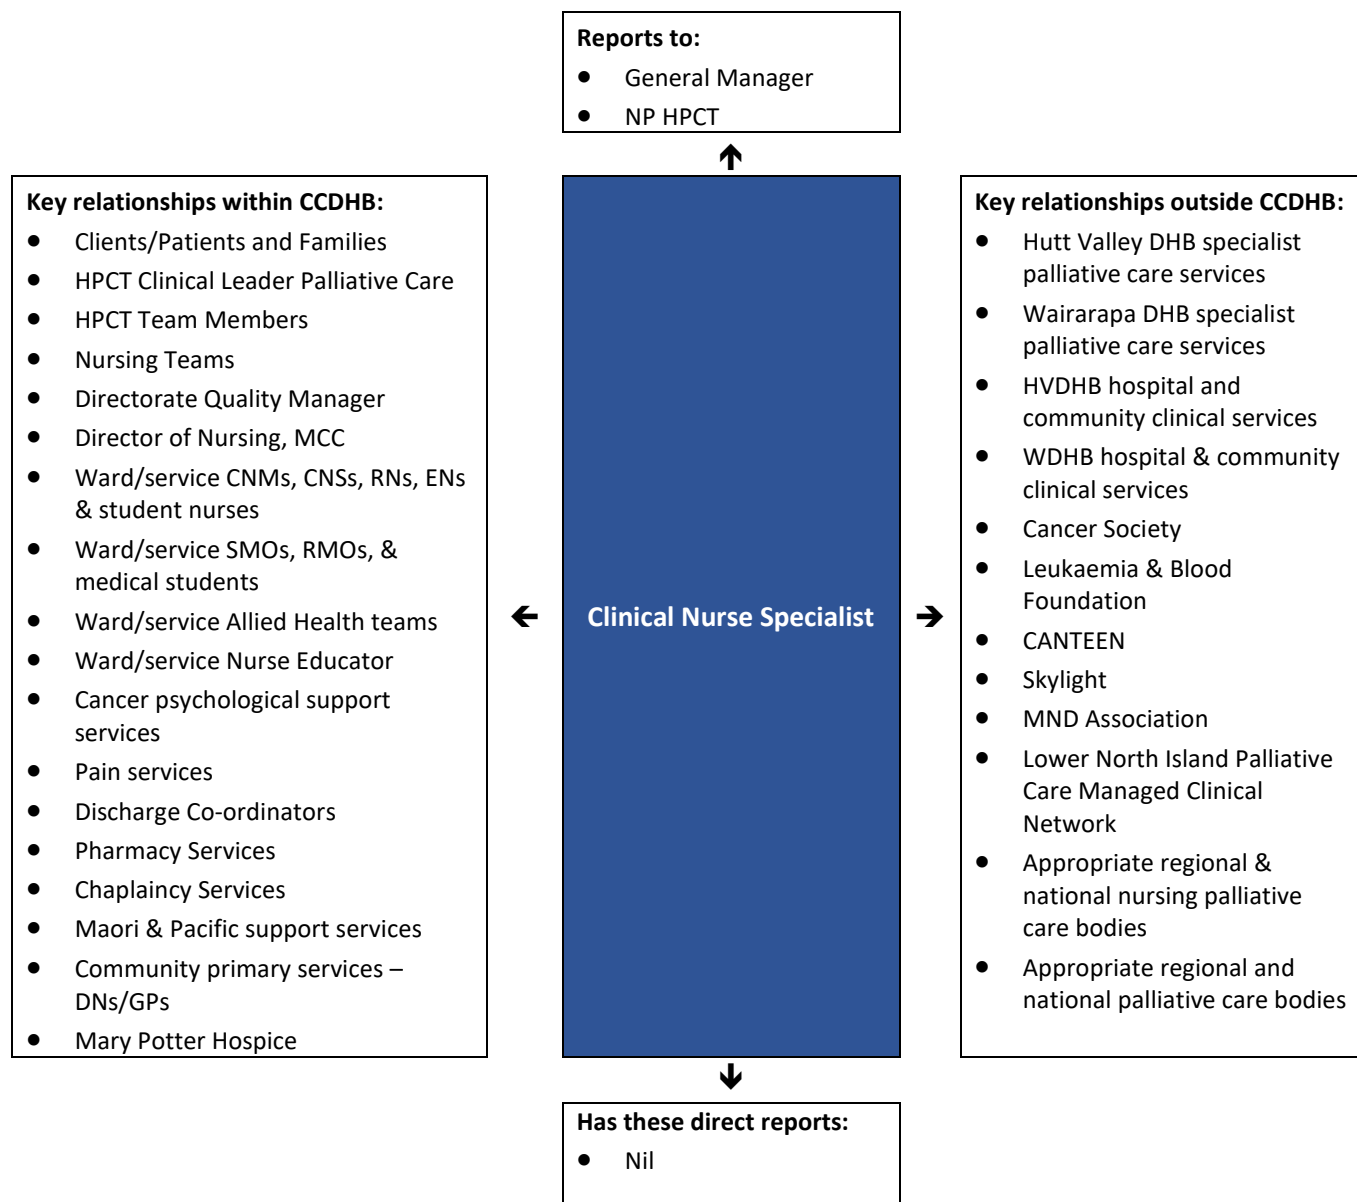 Reports to:
● General Manager
● NP HPCT
↑
Key relationships within CCDHB:
● Clients/Patients and Families
● HPCT Clinical Leader Palliative Care
● HPCT Team Members
● Nursing Teams
● Directorate Quality Manager
● Director of Nursing, MCC
● Ward/service CNMs, CNSs, RNs, ENs
& student nurses
● Ward/service SMOs, RMOs, &
medical students
● Ward/service Allied Health teams
● Ward/service Nurse Educator
● Cancer psychological support
services
● Pain services
● Discharge Co-ordinators
● Pharmacy Services
● Chaplaincy Services
● Maori & Pacific support services
● Community primary services –
DNs/GPs
● Mary Potter Hospice
← Clinical Nurse Specialist →
Key relationships outside CCDHB:
● Hutt Valley DHB specialist
palliative care services
● Wairarapa DHB specialist
palliative care services
● HVDHB hospital and
community clinical services
● WDHB hospital & community
clinical services
● Cancer Society
● Leukaemia & Blood
Foundation
● CANTEEN
● Skylight
● MND Association
● Lower North Island Palliative
Care Managed Clinical
Network
● Appropriate regional &
national nursing palliative
care bodies
● Appropriate regional and
national palliative care bodies
↓
Has these direct reports:
● Nil